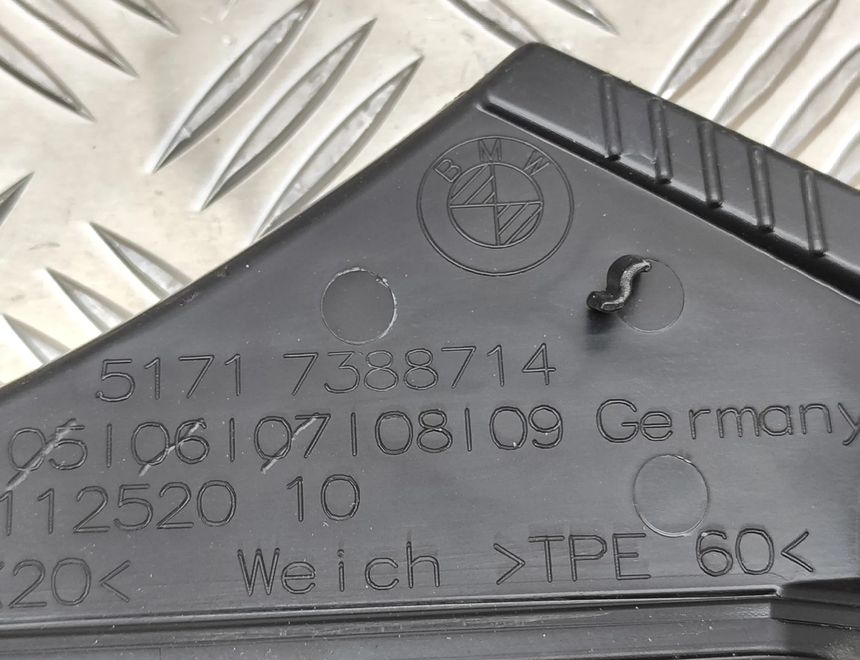 BMW
5171 7388714
05|06|07|08|09 Germany
112520 10
20< Weich >TPE 60<